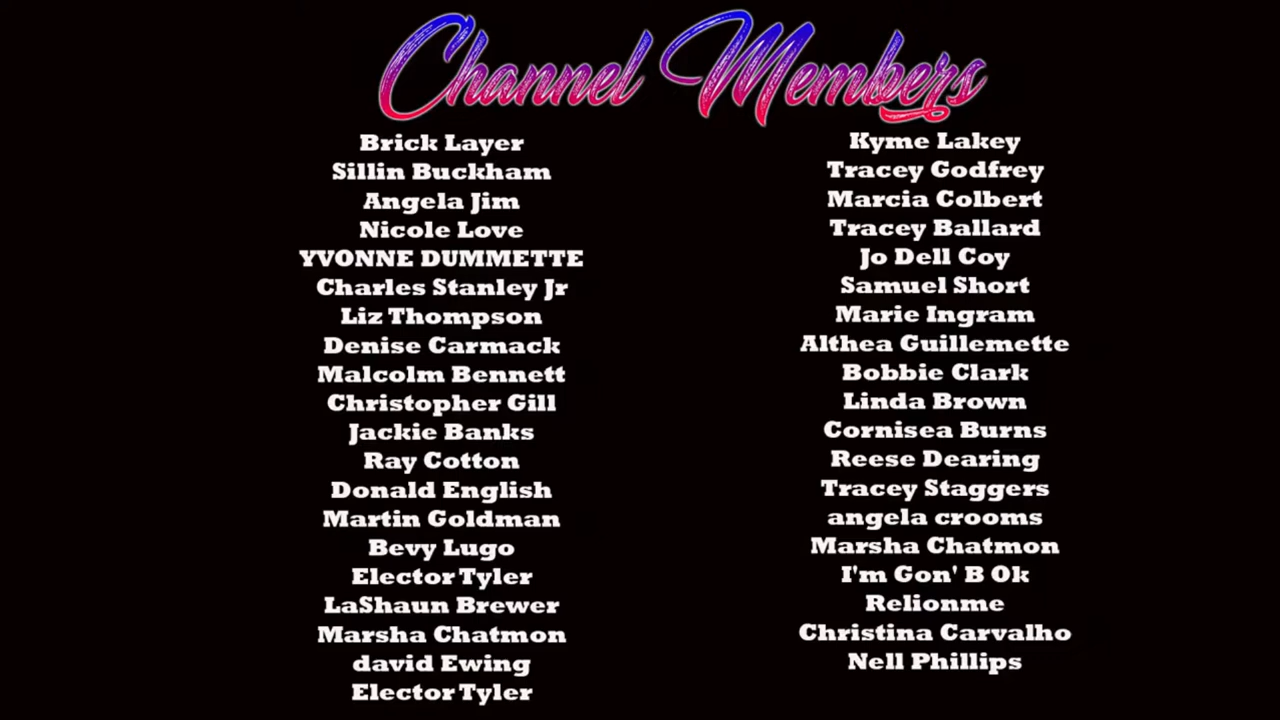 Channel Members
Brick Layer
Sillin Buckham
Angela Jim
Nicole Love
YVONNE DUMMETTE
Charles Stanley Jr
Liz Thompson
Denise Carmack
Malcolm Bennett
Christopher Gill
Jackie Banks
Ray Cotton
Donald English
Martin Goldman
Bevy Lugo
Elector Tyler
LaShaun Brewer
Marsha Chatmon
david Ewing
Elector Tyler
Kyme Lakey
Tracey Godfrey
Marcia Colbert
Tracey Ballard
Jo Dell Coy
Samuel Short
Marie Ingram
Althea Guillemette
Bobbie Clark
Linda Brown
Cornisea Burns
Reese Dearing
Tracey Staggers
angela crooms
Marsha Chatmon
I'm Gon' B Ok
Relionme
Christina Carvalho
Nell Phillips